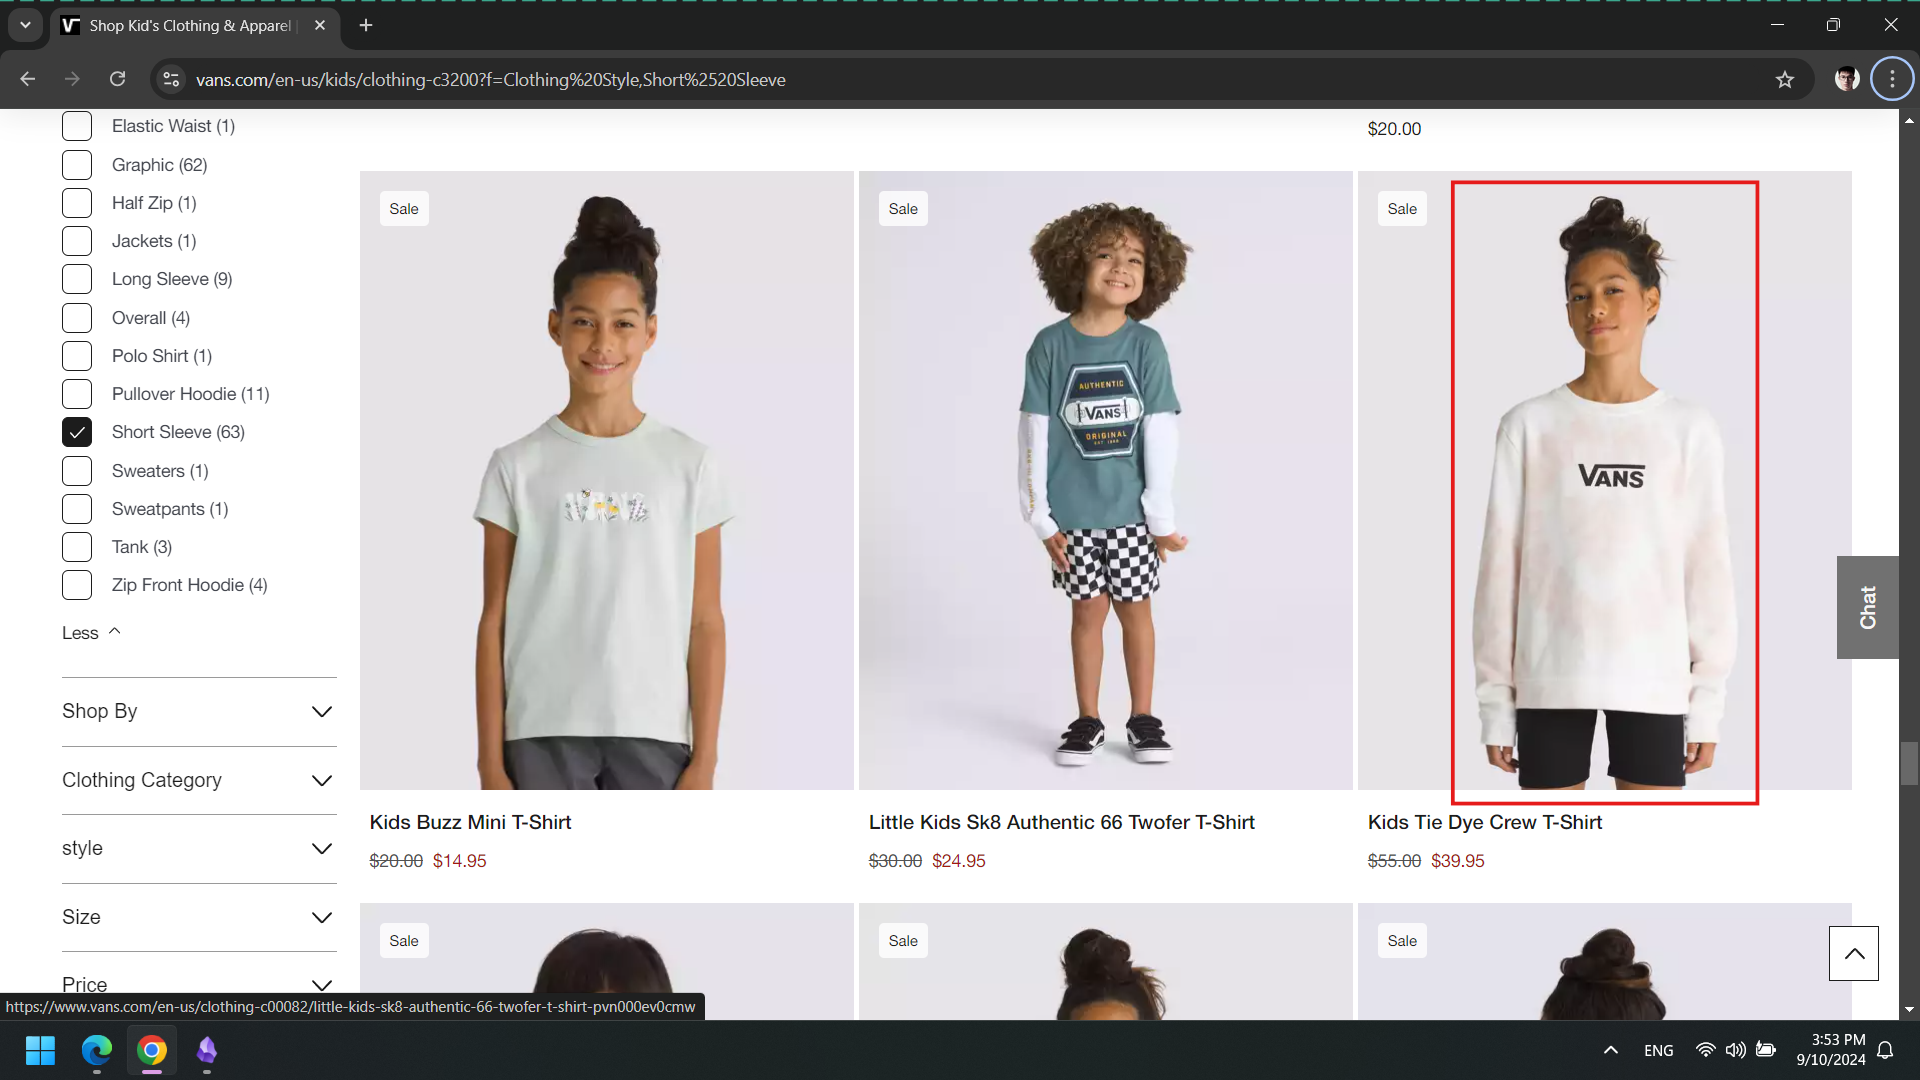 Shop Kid's Clothing & Apparel
vans.com/en-us/kids/clothing-c3200?f=Clothing%20Style,Short%2520Sleeve
Elastic Waist (1)
Graphic (62)
Half Zip (1)
Jackets (1)
Long Sleeve (9)
Overall (4)
Polo Shirt (1)
Pullover Hoodie (11)
Short Sleeve (63)
Sweaters (1)
Sweatpants (1)
Tank (3)
Zip Front Hoodie (4)
Less
Shop By
Clothing Category
style
Size
Price
$20.00
Sale
VANS
Kids Buzz Mini T-Shirt
$20.00 $14.95
Sale
AUTHENTIC
VANS
ORIGINAL
Little Kids Sk8 Authentic 66 Twofer T-Shirt
$30.00 $24.95
Sale
VANS
Kids Tie Dye Crew T-Shirt
$55.00 $39.95
Sale
Sale
Sale
Chat
https://www.vans.com/en-us/clothing-c00082/little-kids-sk8-authentic-66-twofer-t-shirt-pvn000ev0cmw
ENG
3:53 PM
9/10/2024